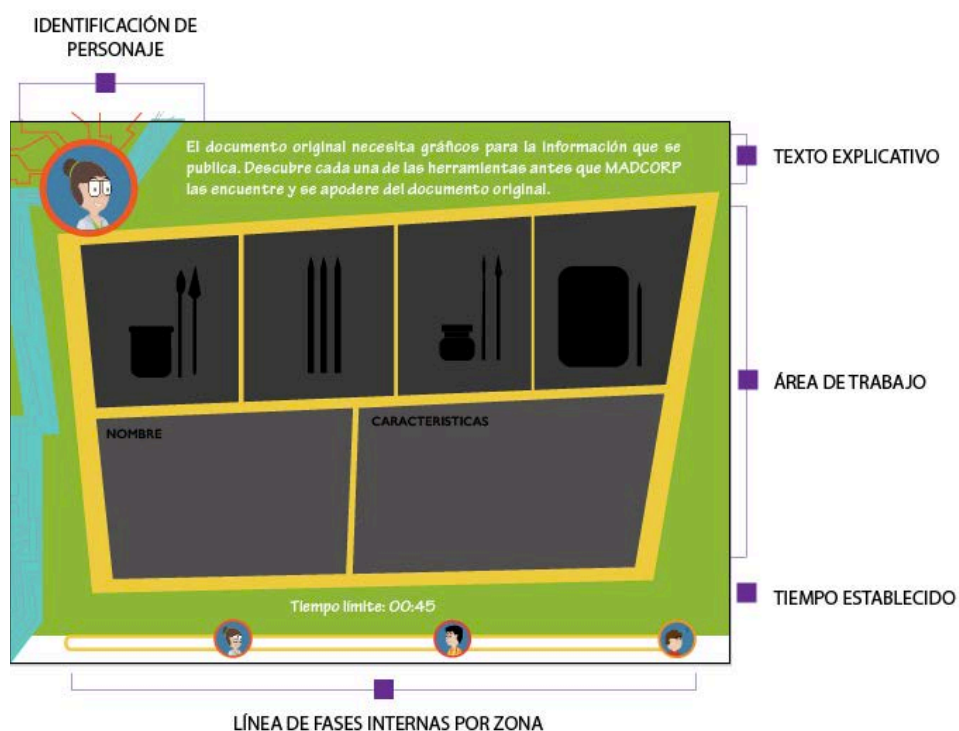 IDENTIFICACIÓN DE
PERSONAJE
El documento original necesita gráficos para la información que se
publica. Descubre cada una de las herramientas antes que MADCORP
las encuentre y se apodere del documento original.
TEXTO EXPLICATIVO
ÁREA DE TRABAJO
NOMBRE
CARACTERISTICAS
TIEMPO ESTABLECIDO
Tiempo límite: 00:45
LÍNEA DE FASES INTERNAS POR ZONA